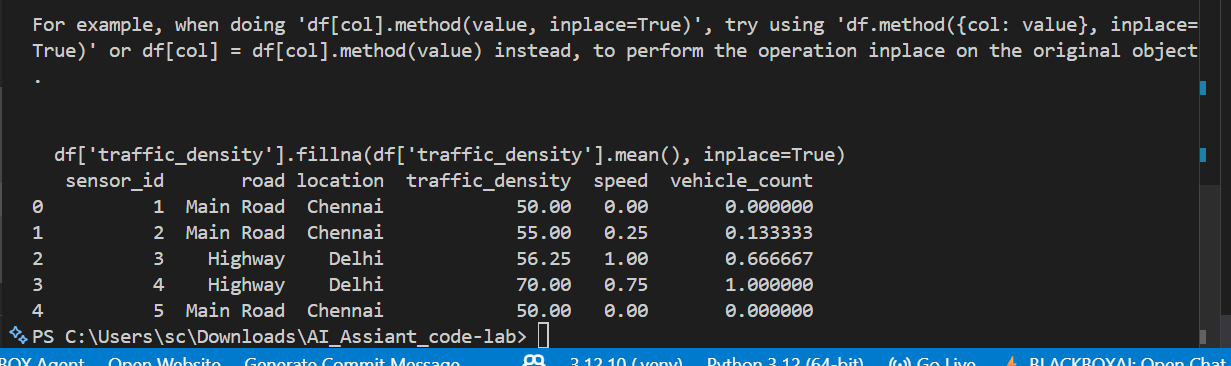 For example, when doing 'df[col].method(value, inplace=True)', try using 'df.method({col: value}, inplace=
True)' or df[col] = df[col].method(value) instead, to perform the operation inplace on the original object
.
df['traffic_density'].fillna(df['traffic_density'].mean(), inplace=True)
sensor_id road location traffic_density speed vehicle_count
0 1 Main Road Chennai 50.00 0.00 0.000000
1 2 Main Road Chennai 55.00 0.25 0.133333
2 3 Highway Delhi 56.25 1.00 0.666667
3 4 Highway Delhi 70.00 0.75 1.000000
4 5 Main Road Chennai 50.00 0.00 0.000000
PS C:\Users\sc\Downloads\AI_Assiant_code-lab>
BOX Agent Open Website Generate Commit Message 3.12.10 (.venv) Python 3.12 (64-bit) Go Live BLACKBOXAI: Open Chat